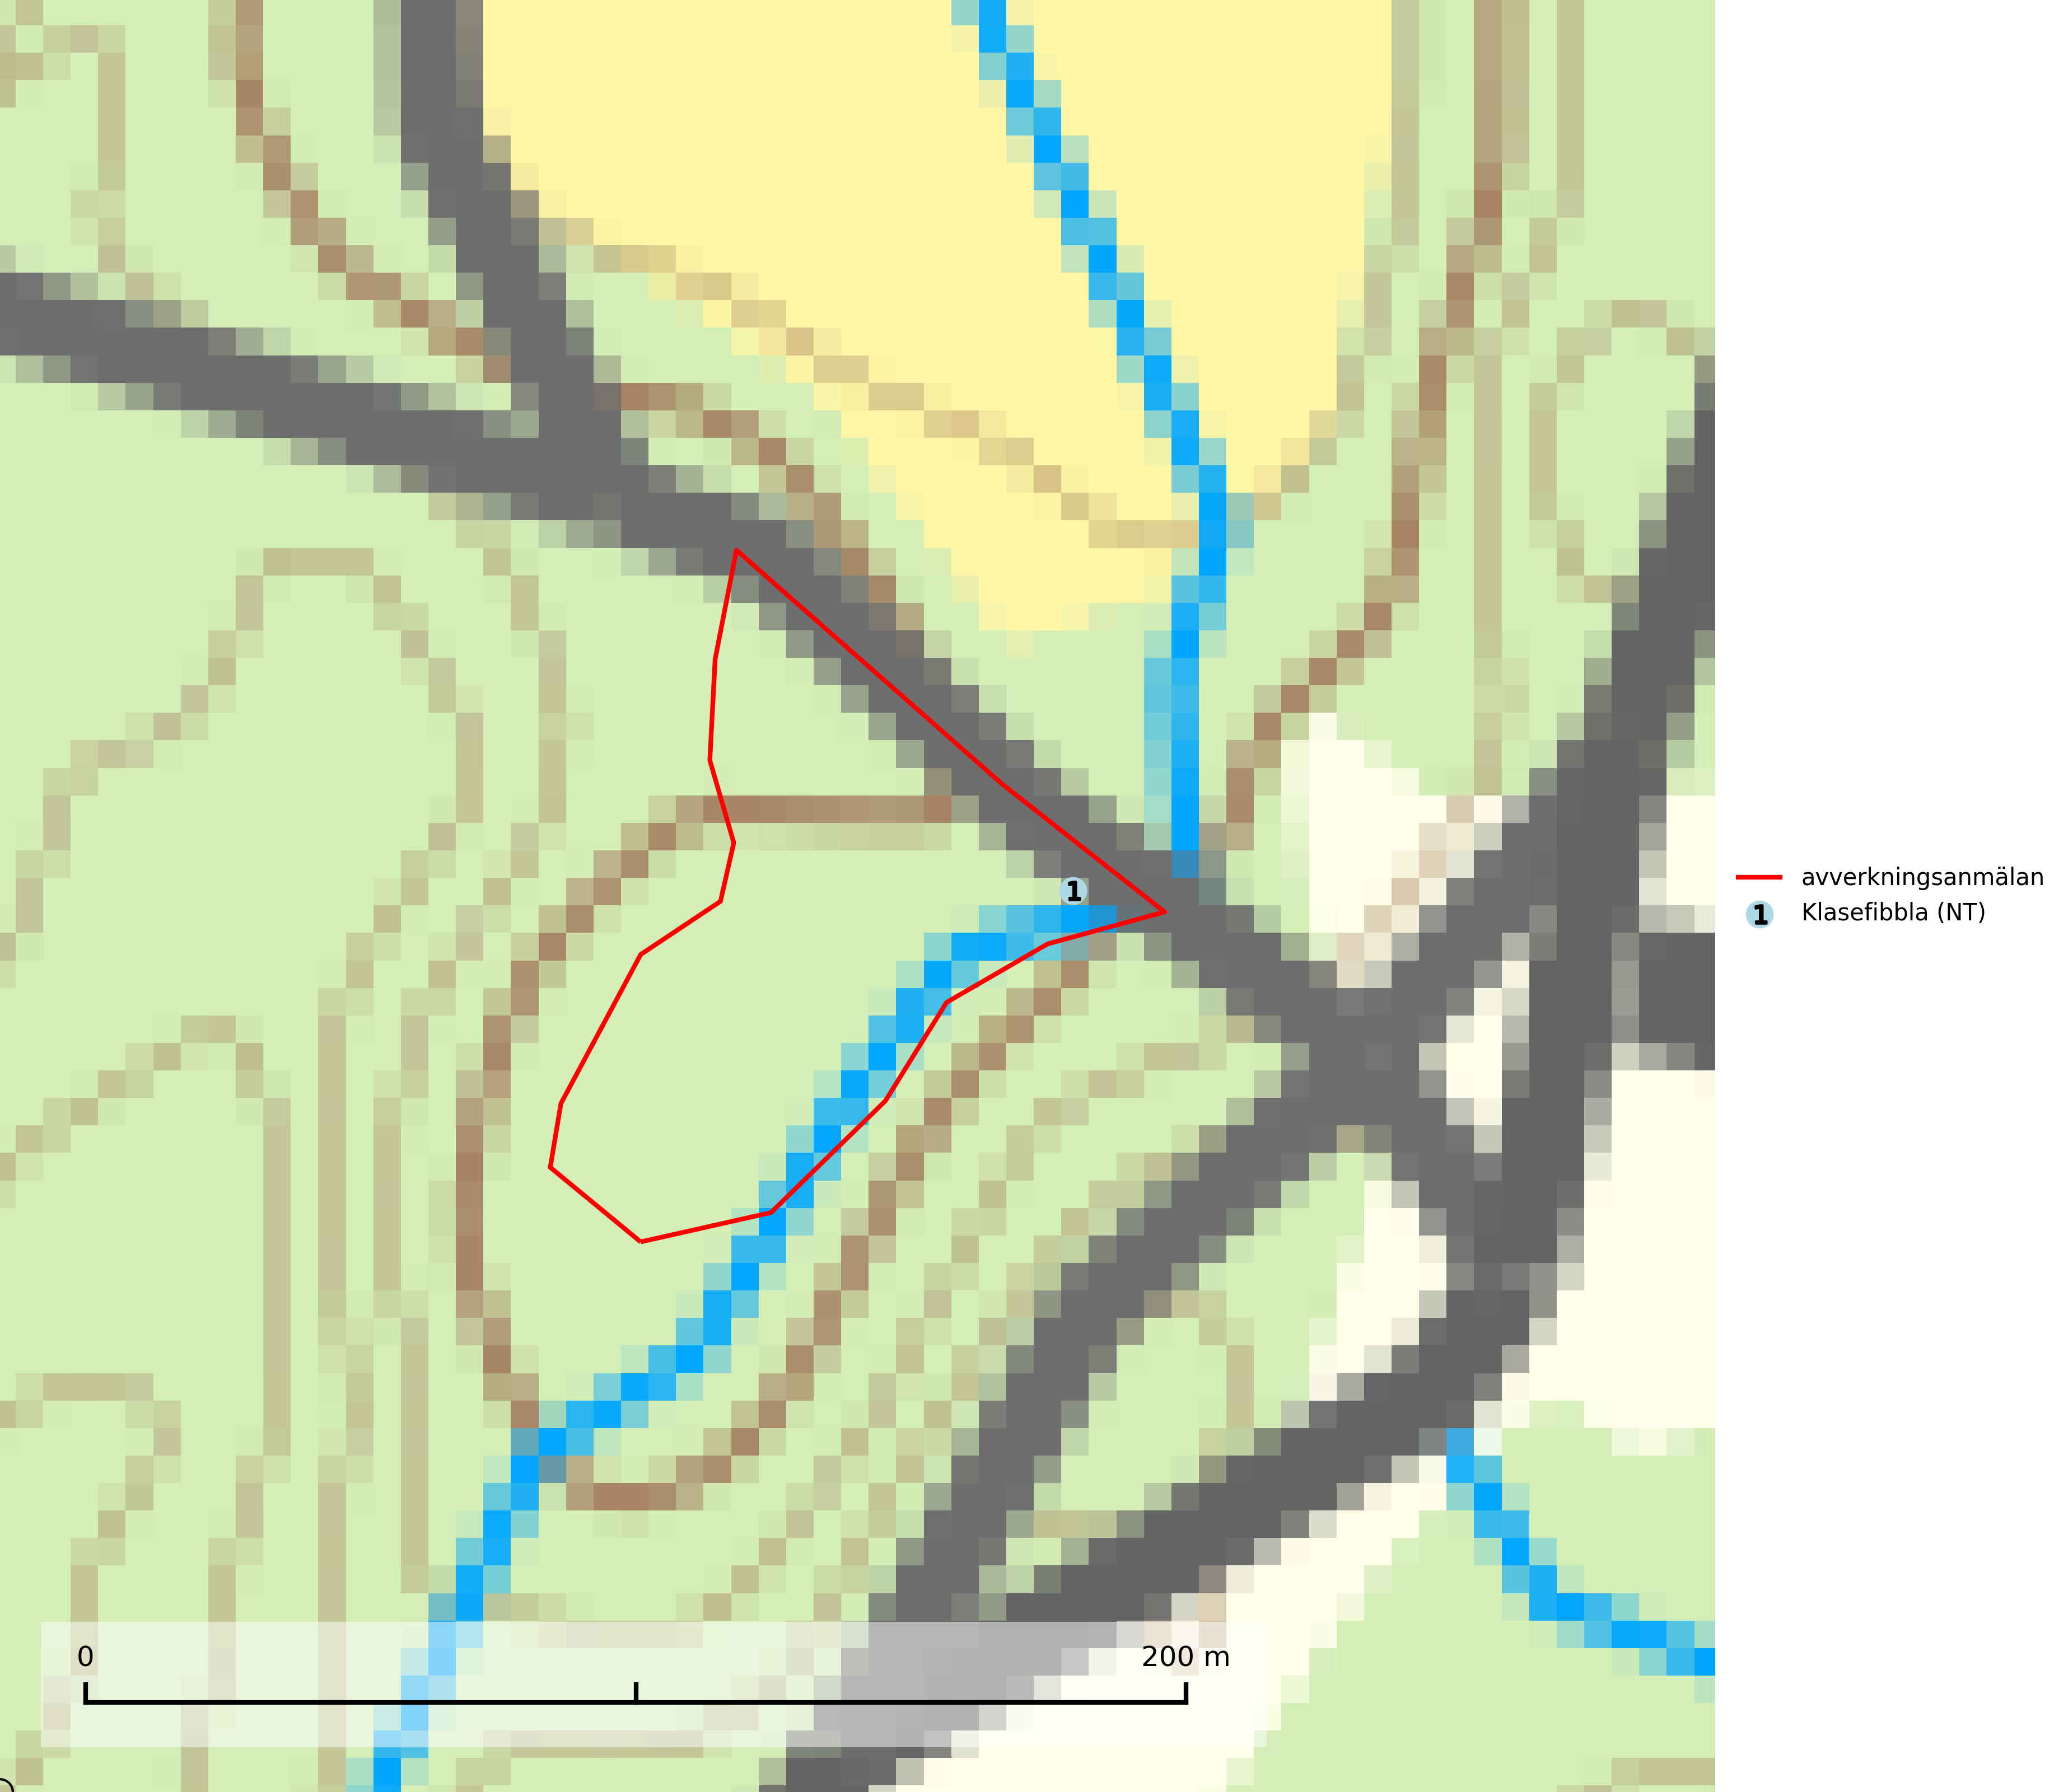 1
avverkningsanmälan
1 Klasefibbla (NT)
0 200 m